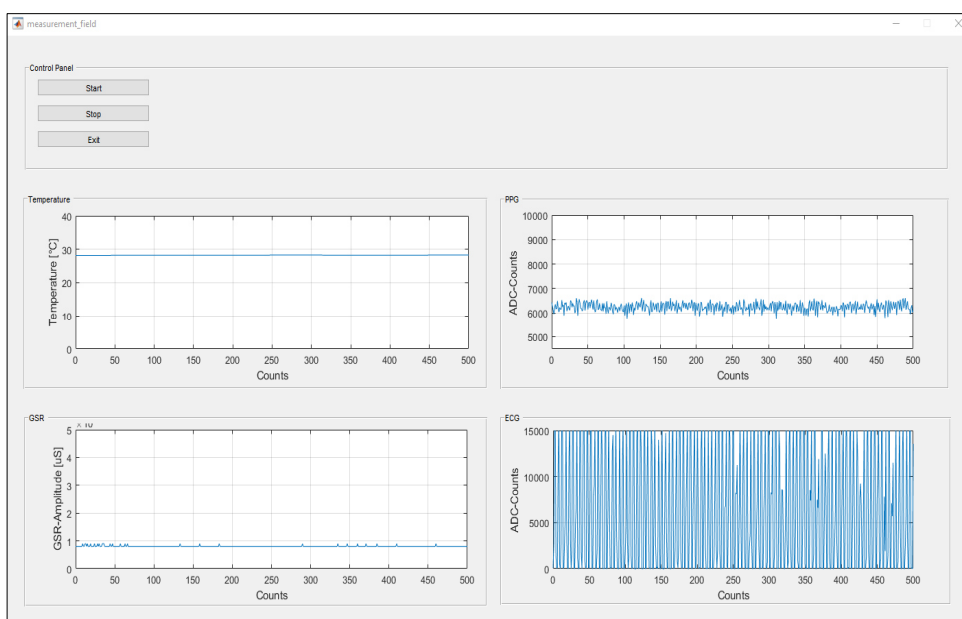 measurement_field
Control Panel
Start
Stop
Exit
Temperature
40
30
20
10
0
Temperature [°C]
0 50 100 150 200 250 300 350 400 450 500
Counts
PPG
10000
9000
8000
7000
6000
5000
ADC-Counts
0 50 100 150 200 250 300 350 400 450 500
Counts
GSR
5
4
3
2
1
0
GSR-Amplitude [uS]
0 50 100 150 200 250 300 350 400 450 500
Counts
ECG
15000
10000
5000
0
ADC-Counts
0 50 100 150 200 250 300 350 400 450 500
Counts